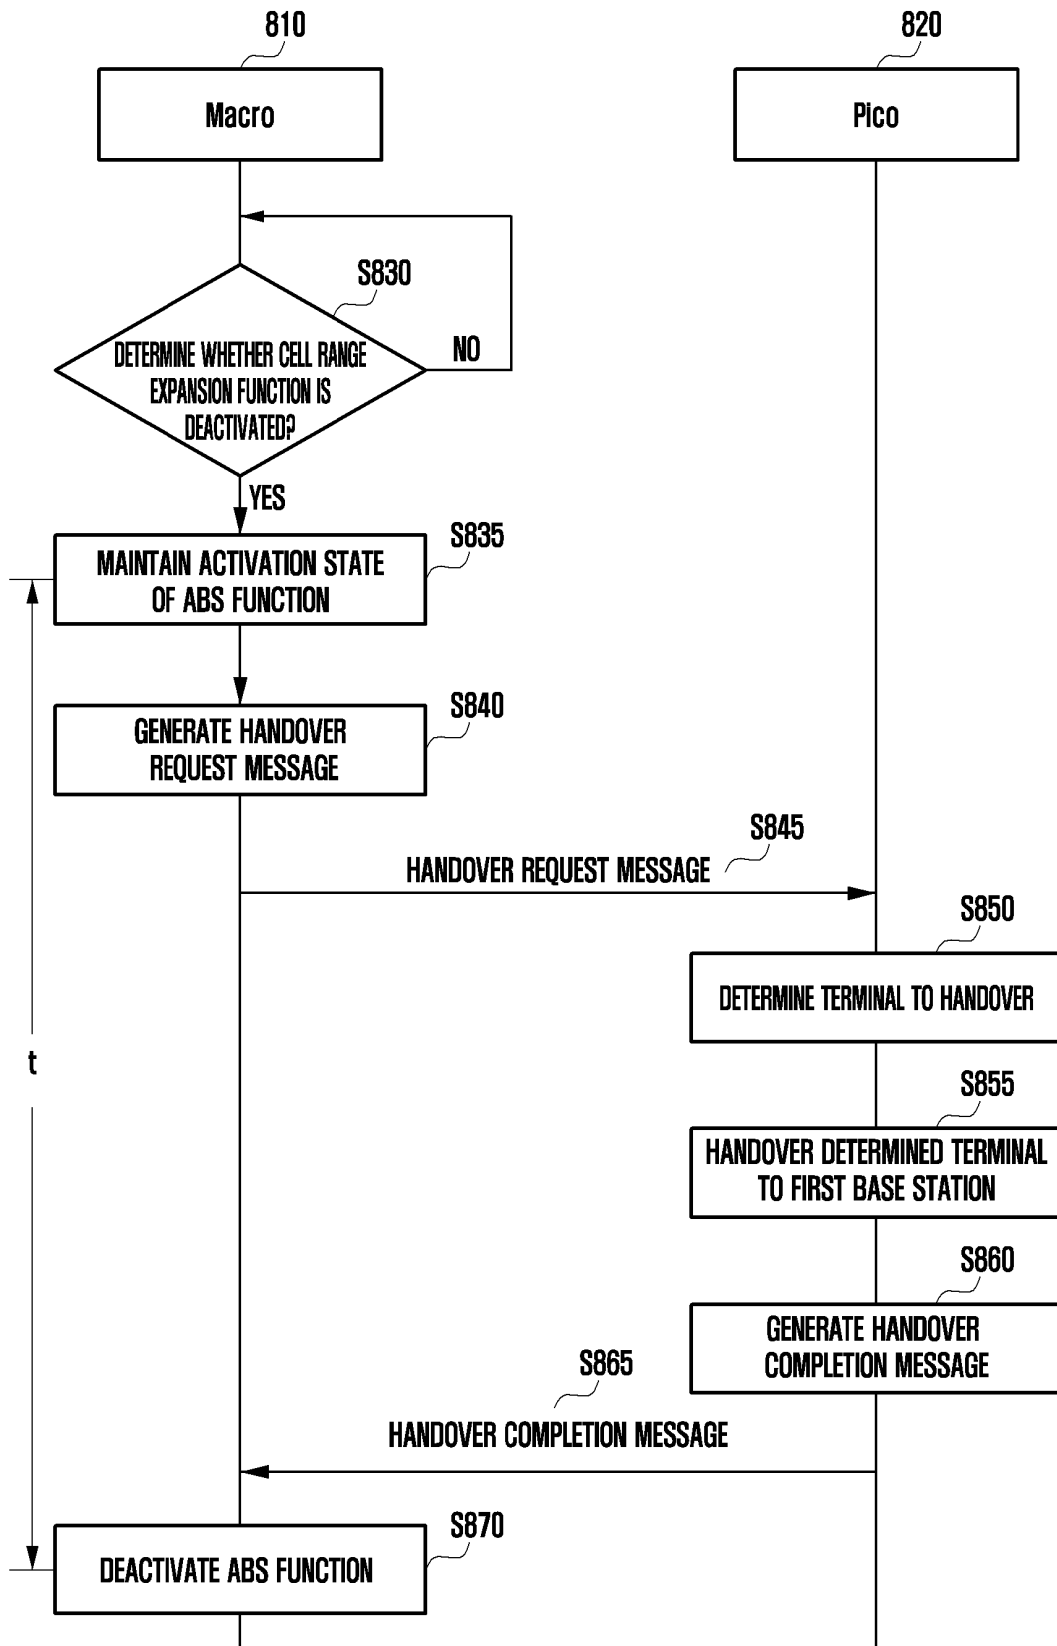 810
820
Macro
Pico
S830
DETERMINE WHETHER CELL RANGE
EXPANSION FUNCTION IS
DEACTIVATED?
NO
YES
S835
MAINTAIN ACTIVATION STATE
OF ABS FUNCTION
S840
GENERATE HANDOVER
REQUEST MESSAGE
S845
HANDOVER REQUEST MESSAGE
S850
DETERMINE TERMINAL TO HANDOVER
t
S855
HANDOVER DETERMINED TERMINAL
TO FIRST BASE STATION
S860
GENERATE HANDOVER
COMPLETION MESSAGE
S865
HANDOVER COMPLETION MESSAGE
S870
DEACTIVATE ABS FUNCTION